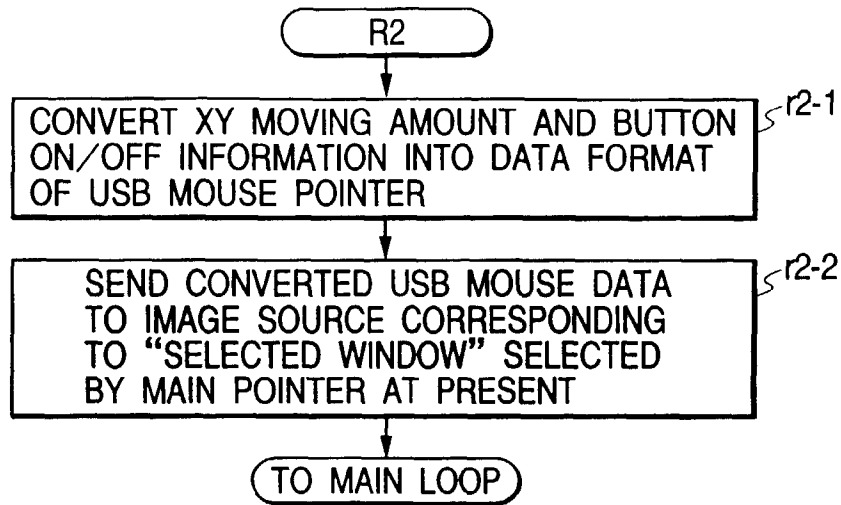 R2
r2-1
CONVERT XY MOVING AMOUNT AND BUTTON
ON/OFF INFORMATION INTO DATA FORMAT
OF USB MOUSE POINTER
r2-2
SEND CONVERTED USB MOUSE DATA
TO IMAGE SOURCE CORRESPONDING
TO “SELECTED WINDOW” SELECTED
BY MAIN POINTER AT PRESENT
TO MAIN LOOP